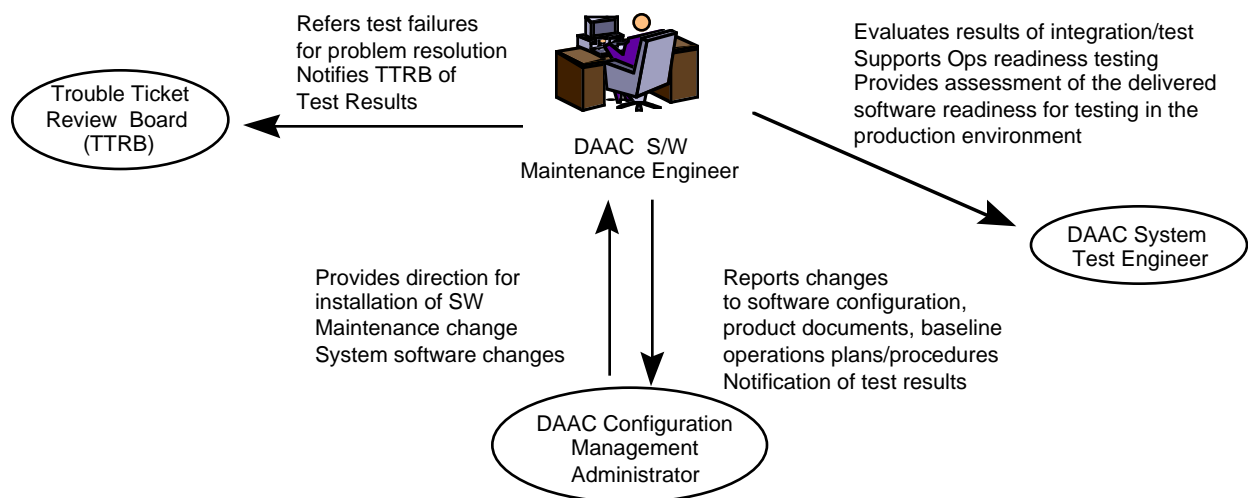 Refers test failures
for problem resolution
Notifies TTRB of
Test Results
Evaluates results of integration/test
Supports Ops readiness testing
Provides assessment of the delivered
software readiness for testing in the
production environment
Trouble Ticket
Review Board
(TTRB)
DAAC S/W
Maintenance Engineer
DAAC System
Test Engineer
Provides direction for
installation of SW
Maintenance change
System software changes
Reports changes
to software configuration,
product documents, baseline
operations plans/procedures
Notification of test results
DAAC Configuration
Management
Administrator